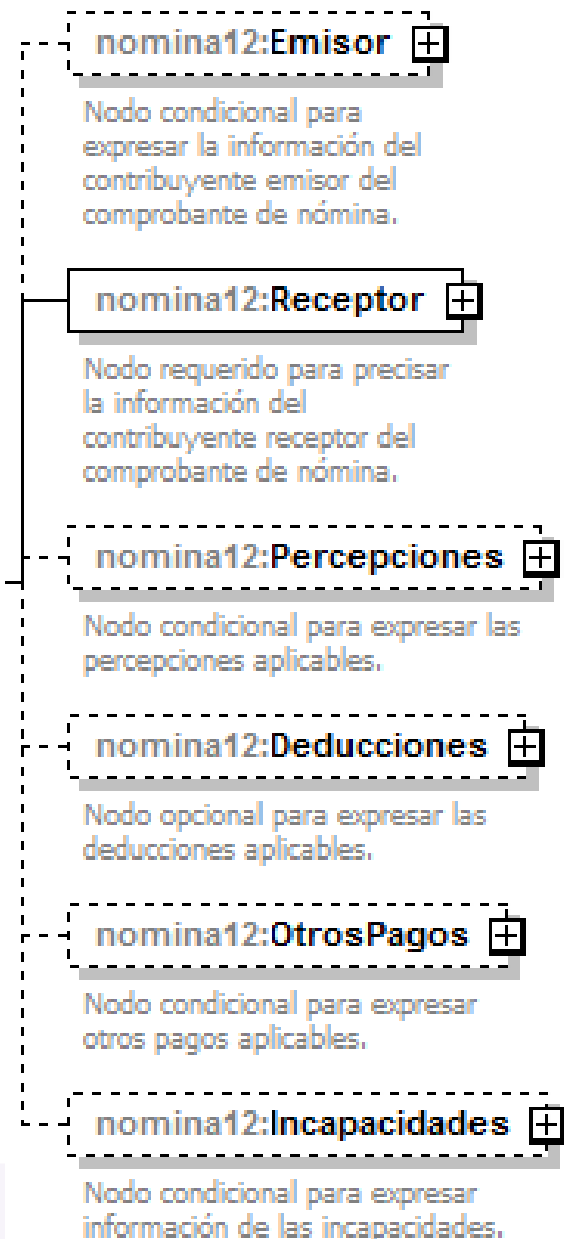 nomina12:Emisor
Nodo condicional para
expresar la información del
contribuyente emisor del
comprobante de nómina.
nomina12:Receptor
Nodo requerido para precisar
la información del
contribuyente receptor del
comprobante de nómina.
nomina12:Percepciones
Nodo condicional para expresar las
percepciones aplicables.
nomina12:Deducciones
Nodo opcional para expresar las
deducciones aplicables.
nomina12:OtrosPagos
Nodo condicional para expresar
otros pagos aplicables.
nomina12:Incapacidades
Nodo condicional para expresar
información de las incapacidades.